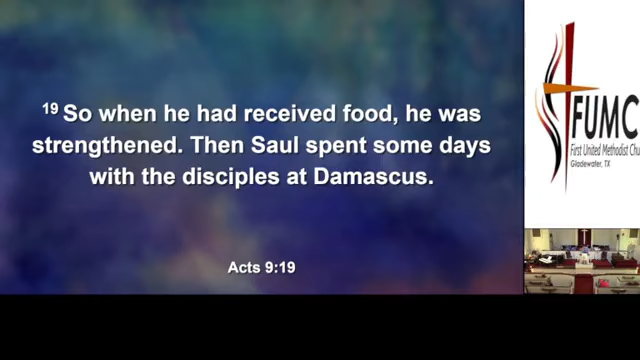 19 So when he had received food, he was
strengthened. Then Saul spent some days
with the disciples at Damascus.
Acts 9:19
FUMC
First United Methodist Chu
Gladewater, TX